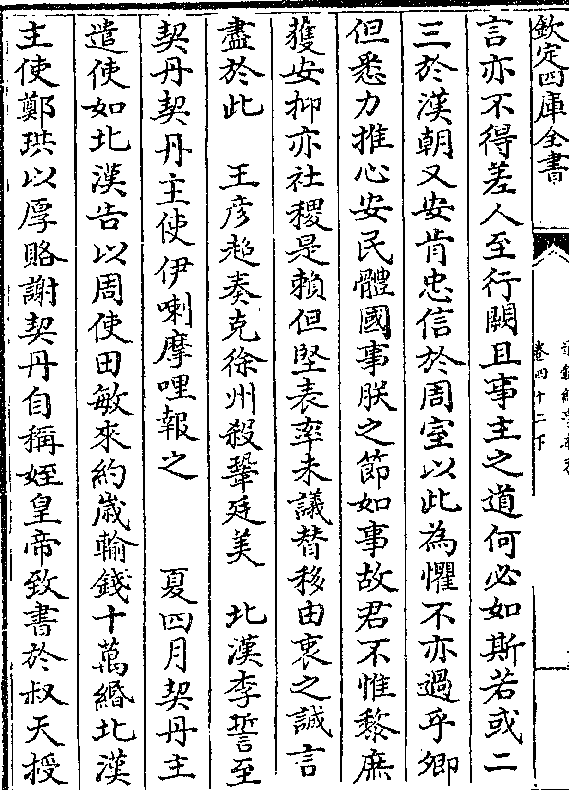 欽定四庫全書
卷四十二下
言亦不得差人至行闕且事主之道何必如斯若或二
三於漢朝又安肯忠信於周室以此為懼不亦過乎卿
但悉力推心安民體國事朕之節如事故君不惟黎庶
獲安抑亦社稷是賴但堅表率未議替移由衷之誠言
盡於此　王彦超奏克徐州殺鞏廷美　北漢李𧦬至
契丹契丹主使伊喇摩哩報之　　夏四月契丹主
遣使如北漢告以周使田敏來約嵗輸錢十萬緡北漢
主使鄭珙以厚賂謝契丹自稱姪皇帝致書於叔天授